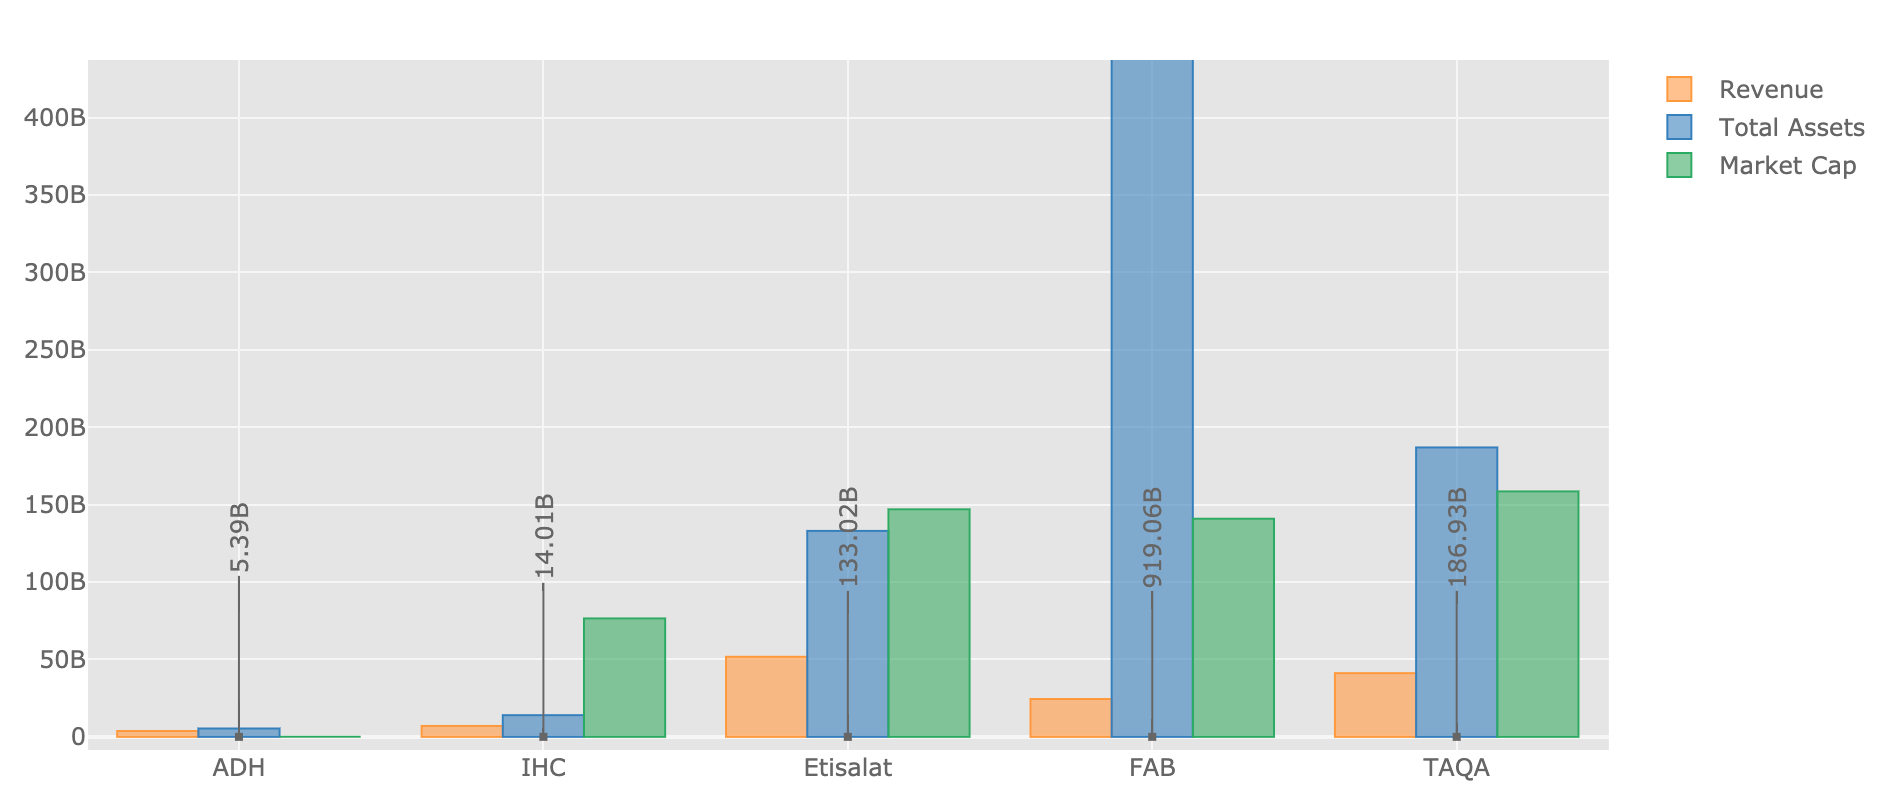 400B
350B
300B
250B
200B
150B
100B
50B
0
5.39B
14.01B
133.02B
919.06B
186.93B
ADH
IHC
Etisalat
FAB
TAQA
Revenue
Total Assets
Market Cap